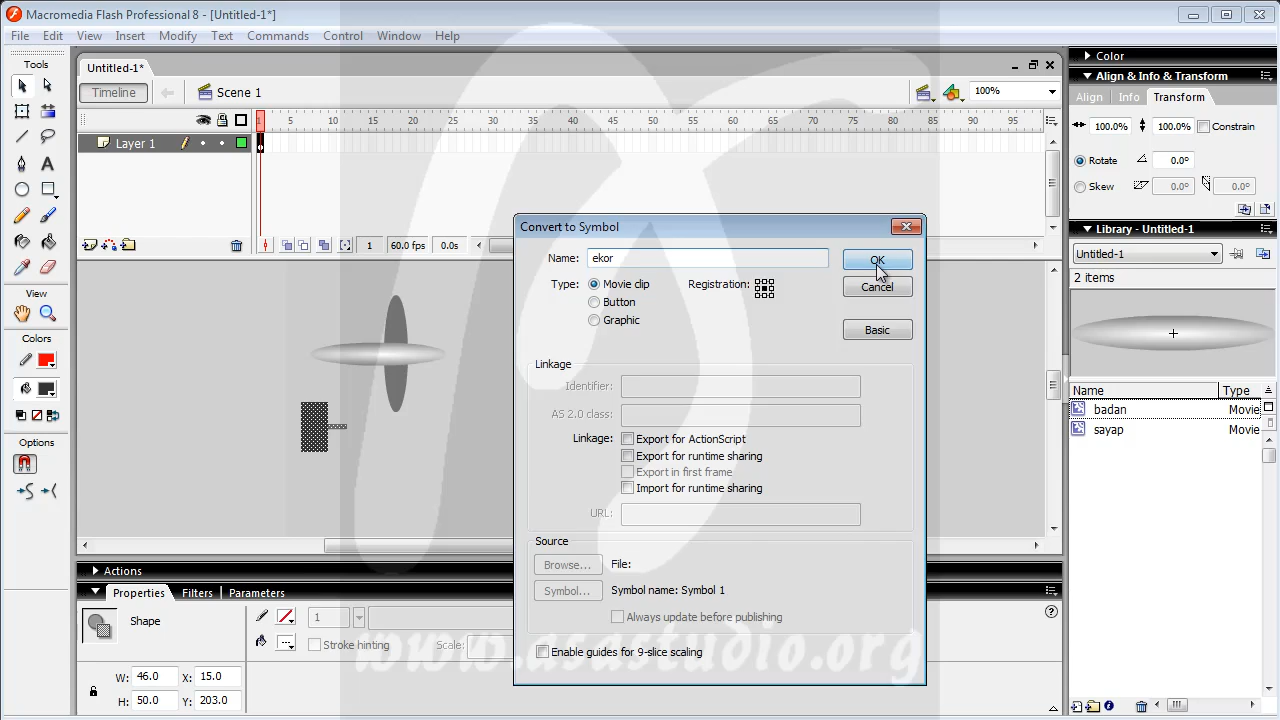 Macromedia Flash Professional 8 - [Untitled-1*]
File Edit View Insert Modify Text Commands Control Window Help
Tools
View
Colors
Options
Untitled-1*
Timeline
Scene 1
100%
1 5 10 15 20 25 30 35 40 45 50 55 60 65 70 75 80 85 90 95
Layer 1
1 60.0 fps 0.0s
Convert to Symbol
Name: ekor
OK
Type: Movie clip Registration:
Cancel
Button
Graphic
Basic
Linkage
Identifier:
AS 2.0 class:
Linkage: Export for ActionScript
Export for runtime sharing
Export in first frame
Import for runtime sharing
URL:
Source
Browse... File:
Symbol... Symbol name: Symbol 1
Always update before publishing
Enable guides for 9-slice scaling
Actions
Properties Filters Parameters
Shape
1
Stroke hinting Scale:
W: 46.0 X: 15.0
H: 50.0 Y: 203.0
Color
Align & Info & Transform
Align Info Transform
100.0% 100.0% Constrain
Rotate 0.0°
Skew 0.0° 0.0°
Library - Untitled-1
Untitled-1
2 items
Name Type
badan Movie
sayap Movie
www.asastudio.org